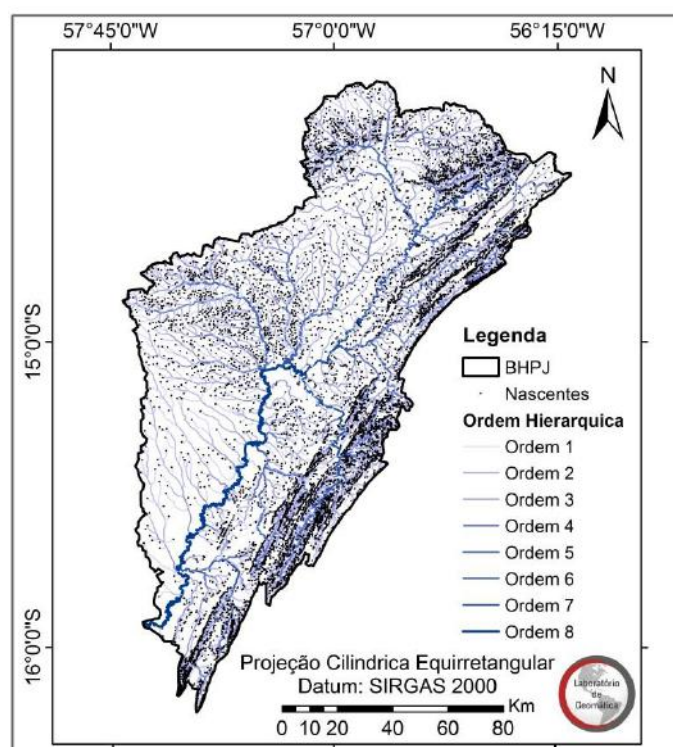 57°45'0"W 57°0'0"W 56°15'0"W
N
15°0'0"S
16°0'0"S
Legenda
BHPJ
Nascentes
Ordem Hierarquica
Ordem 1
Ordem 2
Ordem 3
Ordem 4
Ordem 5
Ordem 6
Ordem 7
Ordem 8
Projeção Cilindrica Equirretangular
Datum: SIRGAS 2000
Km
0 10 20 40 60 80
Laboratório
de
Geomática